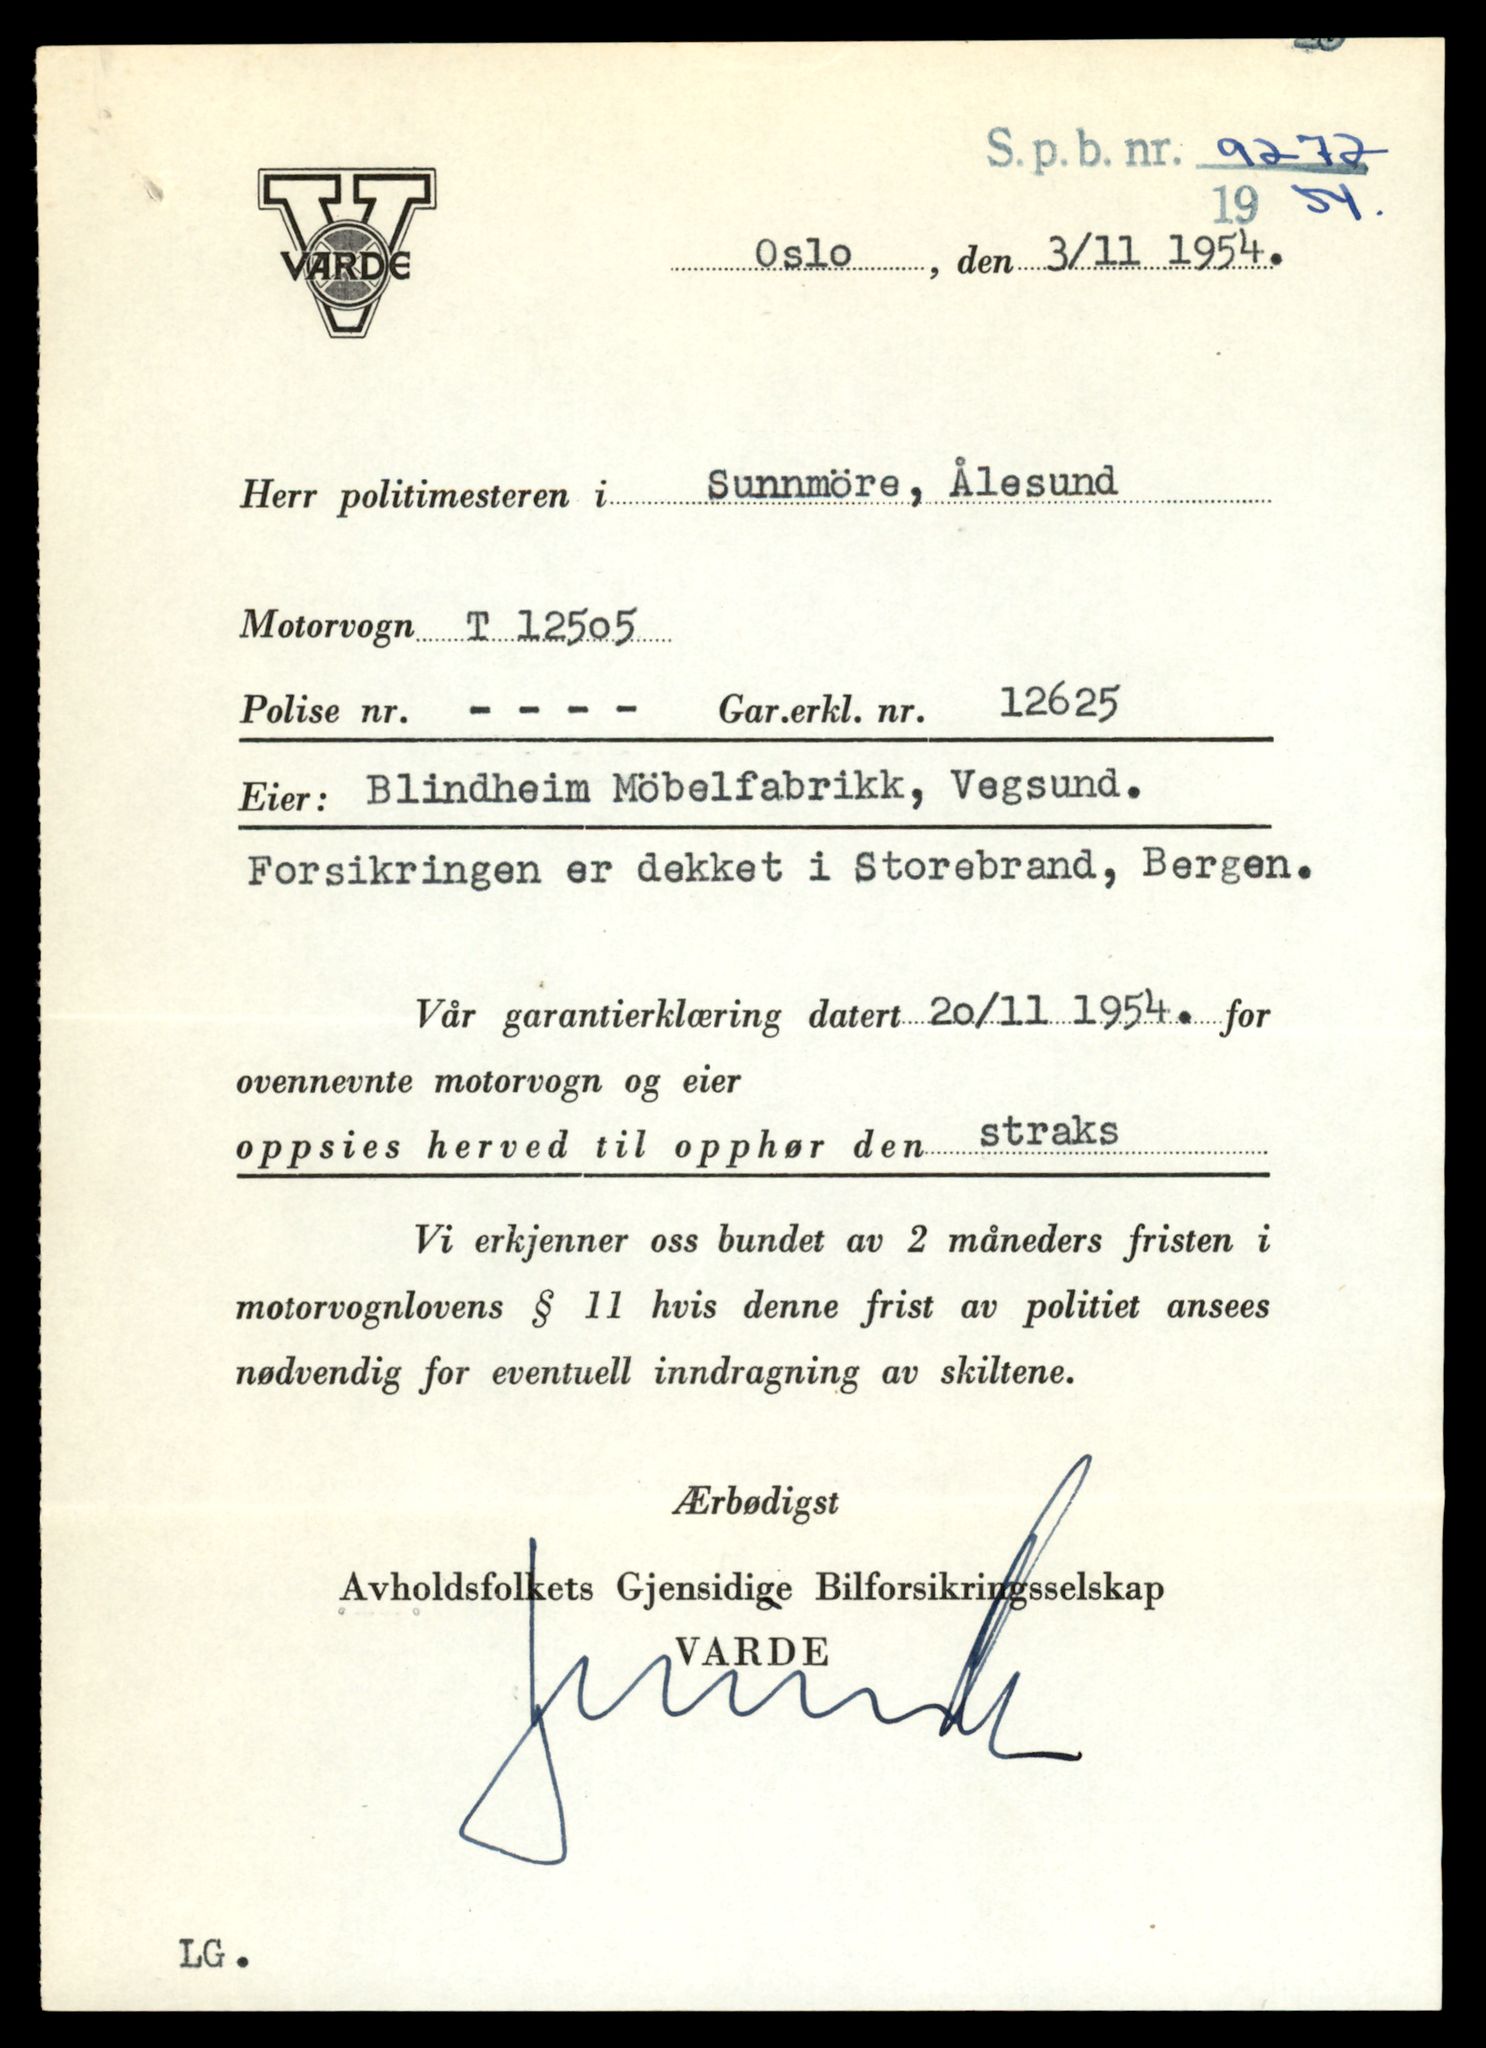 S.p.b. nr. 9272
19 54.
VARDE
Oslo, den 3/11 1954.
Herr politimesteren i Sunnmöre, Ålesund
Motorvogn T 12505
Polise nr. - - - - Gar.erkl. nr. 12625
Eier: Blindheim Möbelfabrikk, Vegsund.
Forsikringen er dekket i Storebrand, Bergen.
Vår garantierklæring datert 20/11 1954. for
ovennevnte motorvogn og eier
oppsies herved til opphør den straks
Vi erkjenner oss bundet av 2 måneders fristen i
motorvognlovens § 11 hvis denne frist av politiet ansees
nødvendig for eventuell inndragning av skiltene.
Ærbødigst
Avholdsfolkets Gjensidige Bilforsikringsselskap
VARDE
LG.